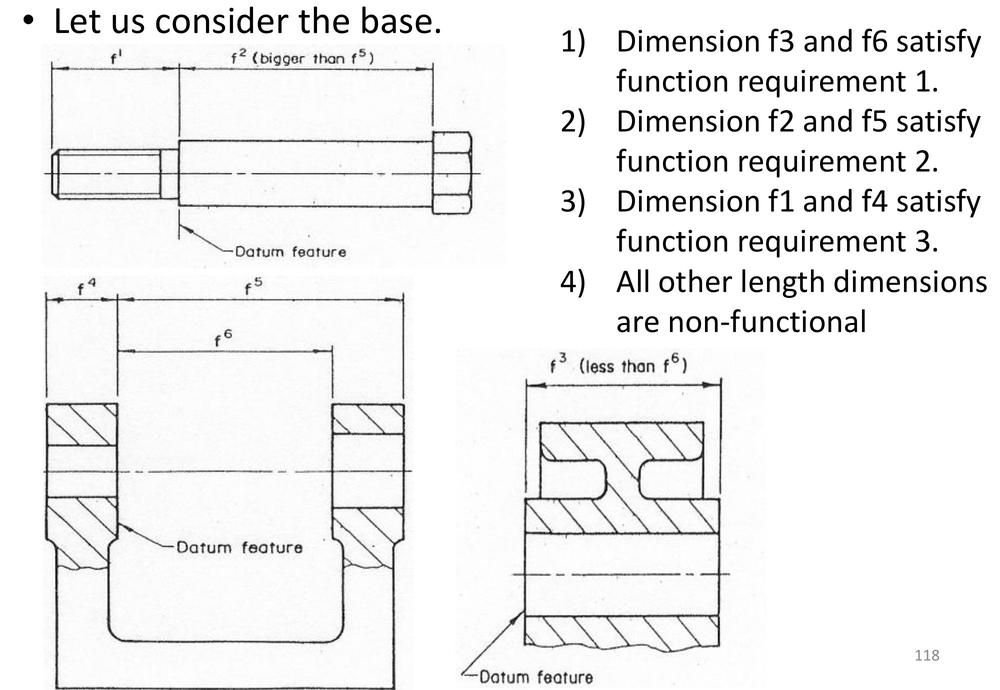 • Let us consider the base.
f1
f2 (bigger than f5)
Datum feature
f4
f5
f6
Datum feature
1) Dimension f3 and f6 satisfy
function requirement 1.
2) Dimension f2 and f5 satisfy
function requirement 2.
3) Dimension f1 and f4 satisfy
function requirement 3.
4) All other length dimensions
are non-functional
f3 (less than f6)
Datum feature
118